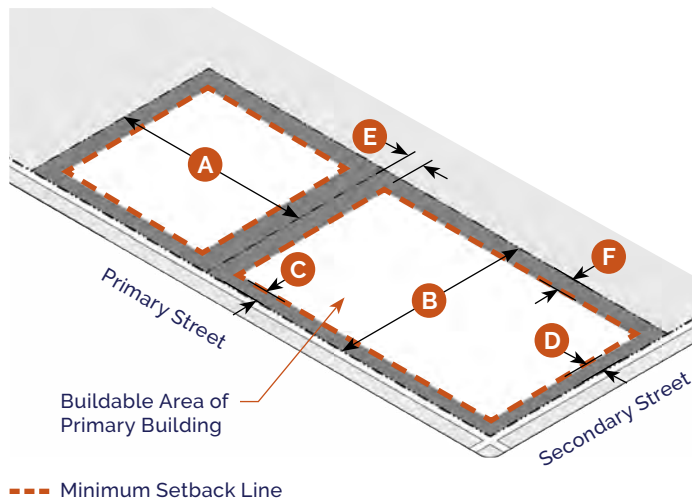 E
A
F
C
B
D
Primary Street
Buildable Area of
Primary Building
Secondary Street
Minimum Setback Line